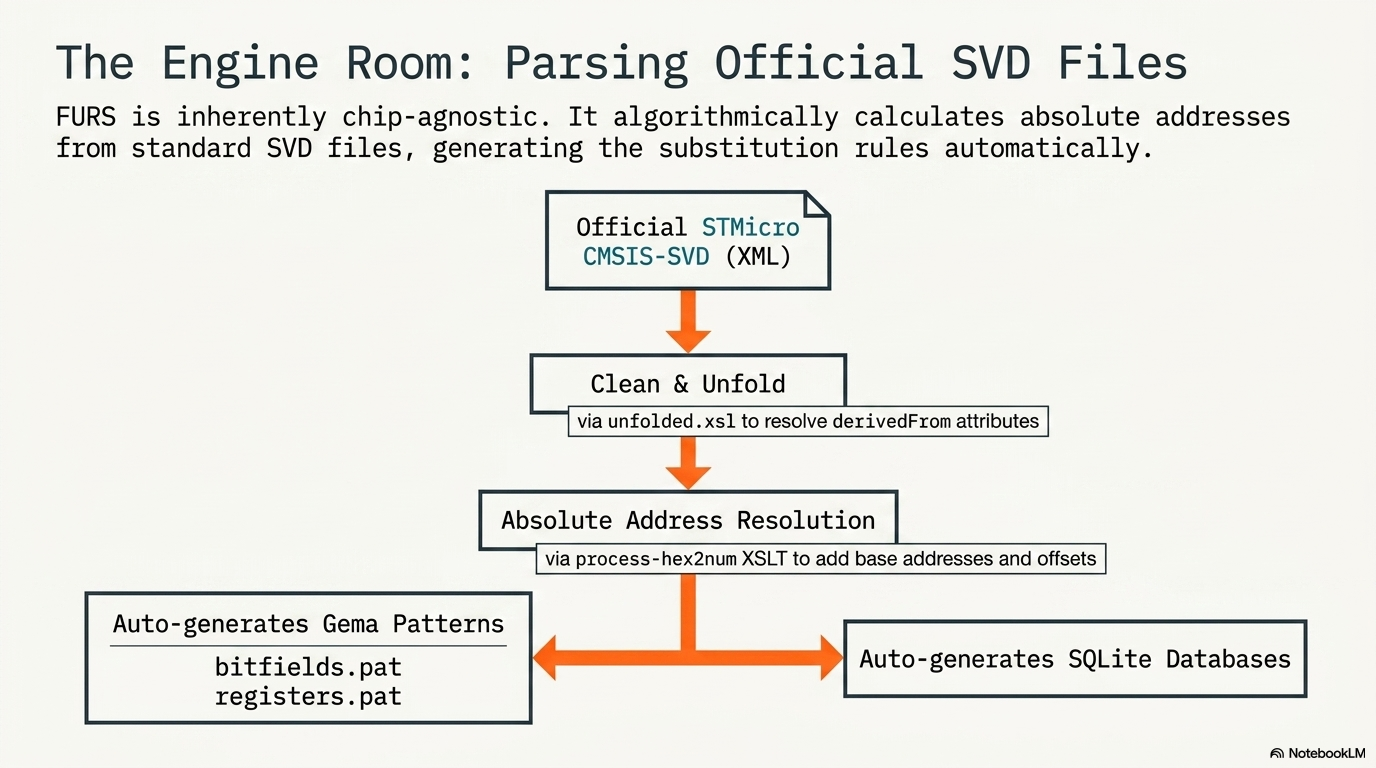 The Engine Room: Parsing Official SVD Files
FURS is inherently chip-agnostic. It algorithmically calculates absolute addresses
from standard SVD files, generating the substitution rules automatically.
Official STMicro
CMSIS-SVD (XML)
Clean & Unfold
via unfolded.xsl to resolve derivedFrom attributes
Absolute Address Resolution
via process-hex2num XSLT to add base addresses and offsets
Auto-generates Gema Patterns
bitfields.pat
registers.pat
Auto-generates SQLite Databases
NotebookLM